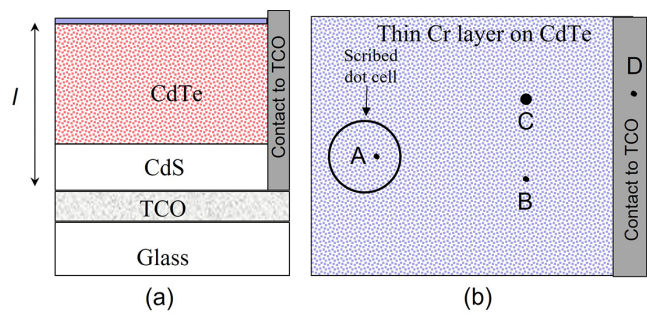 l
CdTe
CdS
TCO
Glass
Contact to TCO
(a)
Thin Cr layer on CdTe
Scribed
dot cell
A
C
B
D
Contact to TCO
(b)